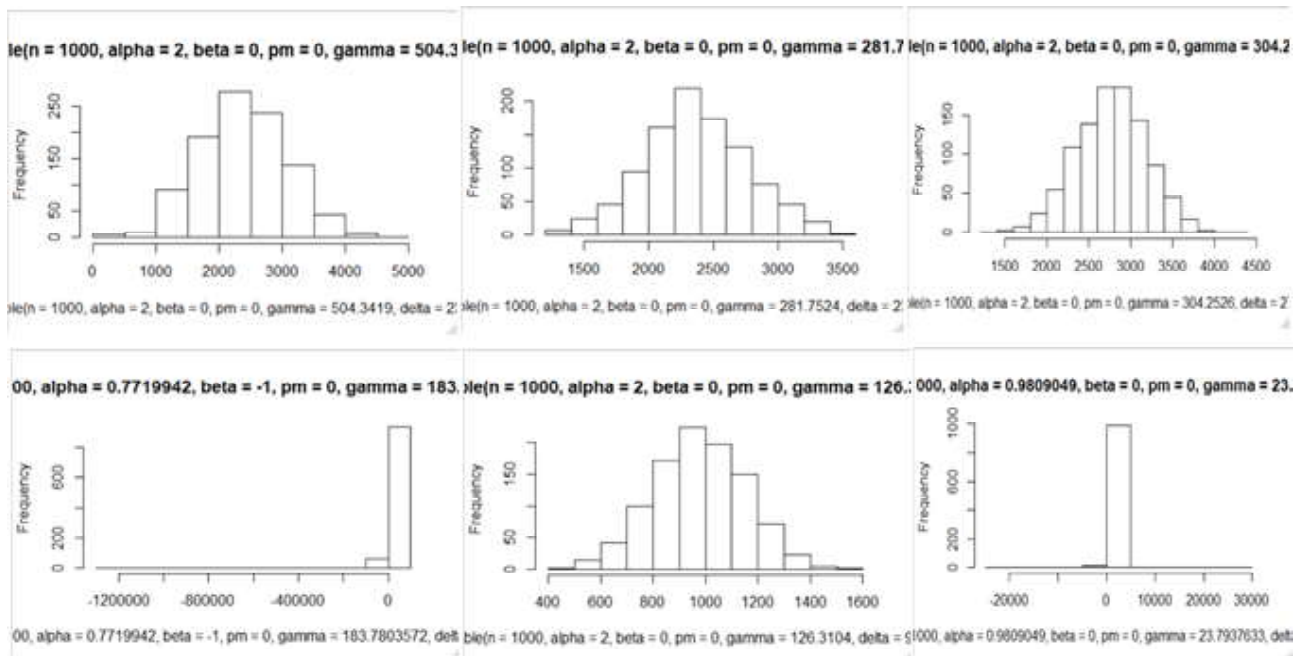 le(n = 1000, alpha = 2, beta = 0, pm = 0, gamma = 504.3
Frequency
250
150
50
0
0 1000 2000 3000 4000 5000
ble(n = 1000, alpha = 2, beta = 0, pm = 0, gamma = 504.3419, delta = 2
le(n = 1000, alpha = 2, beta = 0, pm = 0, gamma = 281.7
Frequency
200
100
50
0
1500 2000 2500 3000 3500
ble(n = 1000, alpha = 2, beta = 0, pm = 0, gamma = 281.7524, delta = 2
le(n = 1000, alpha = 2, beta = 0, pm = 0, gamma = 304.2
Frequency
150
100
50
0
1500 2000 2500 3000 3500 4000 4500
ble(n = 1000, alpha = 2, beta = 0, pm = 0, gamma = 304.2526, delta = 2
00, alpha = 0.7719942, beta = -1, pm = 0, gamma = 183.
Frequency
600
200
0
-1200000 -800000 -400000 0
00, alpha = 0.7719942, beta = -1, pm = 0, gamma = 183.7803572, delt
ble(n = 1000, alpha = 2, beta = 0, pm = 0, gamma = 126.
Frequency
150
50
0
400 600 800 1000 1200 1400 1600
ble(n = 1000, alpha = 2, beta = 0, pm = 0, gamma = 126.3104, delta = 9
000, alpha = 0.9809049, beta = 0, pm = 0, gamma = 23.
Frequency
1000
600
200
0
-20000 0 10000 20000 30000
1000, alpha = 0.9809049, beta = 0, pm = 0, gamma = 23.7937633, delt